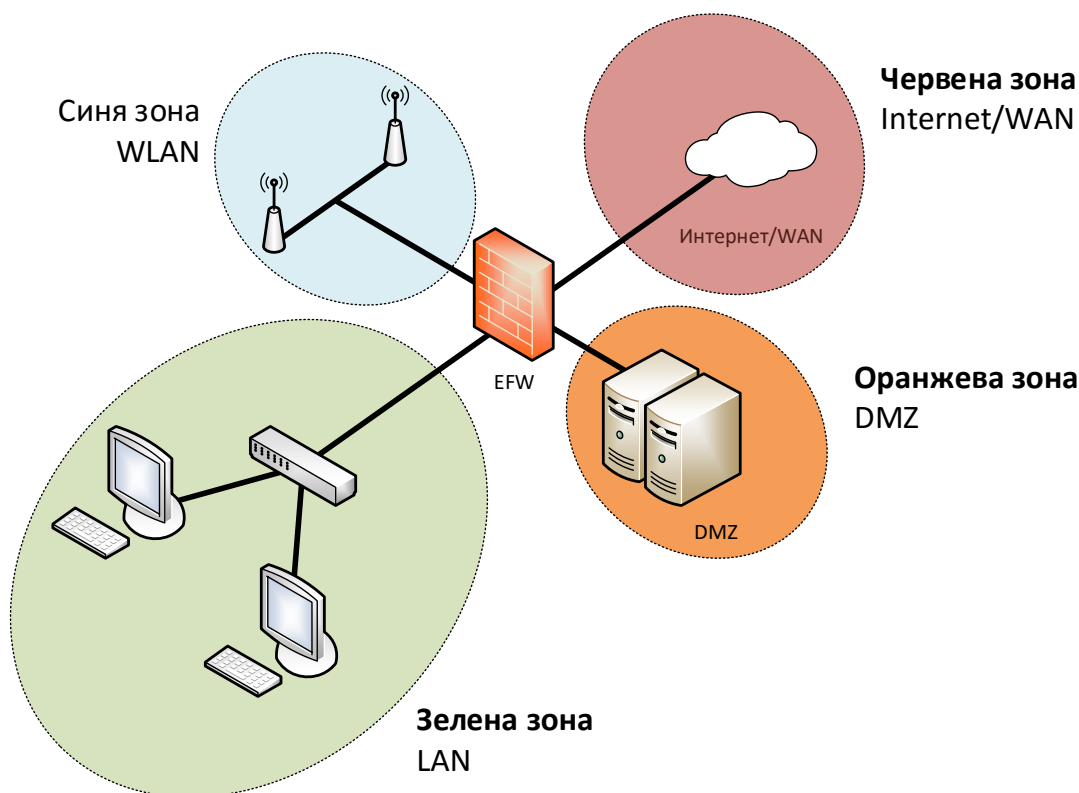 Синя зона
WLAN
Червена зона
Internet/WAN
Интернет/WAN
EFW
Оранжева зона
DMZ
DMZ
Зелена зона
LAN